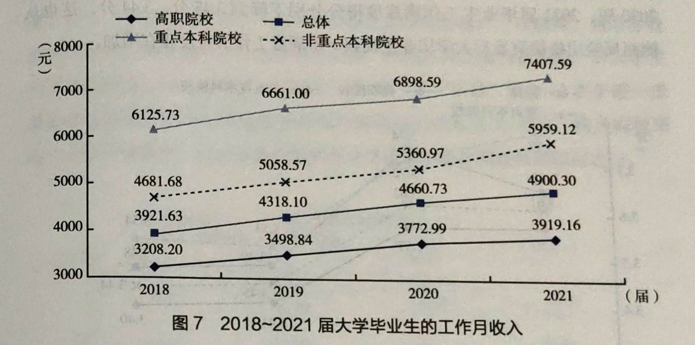 高职院校 总体
重点本科院校 非重点本科院校
(元)
8000
7000
6000
5000
4000
3000
6125.73 6661.00 6898.59 7407.59
4681.68 5058.57 5360.97 5959.12
3921.63 4318.10 4660.73 4900.30
3208.20 3498.84 3772.99 3919.16
2018 2019 2020 2021 (届)
图7 2018~2021届大学毕业生的工作月收入